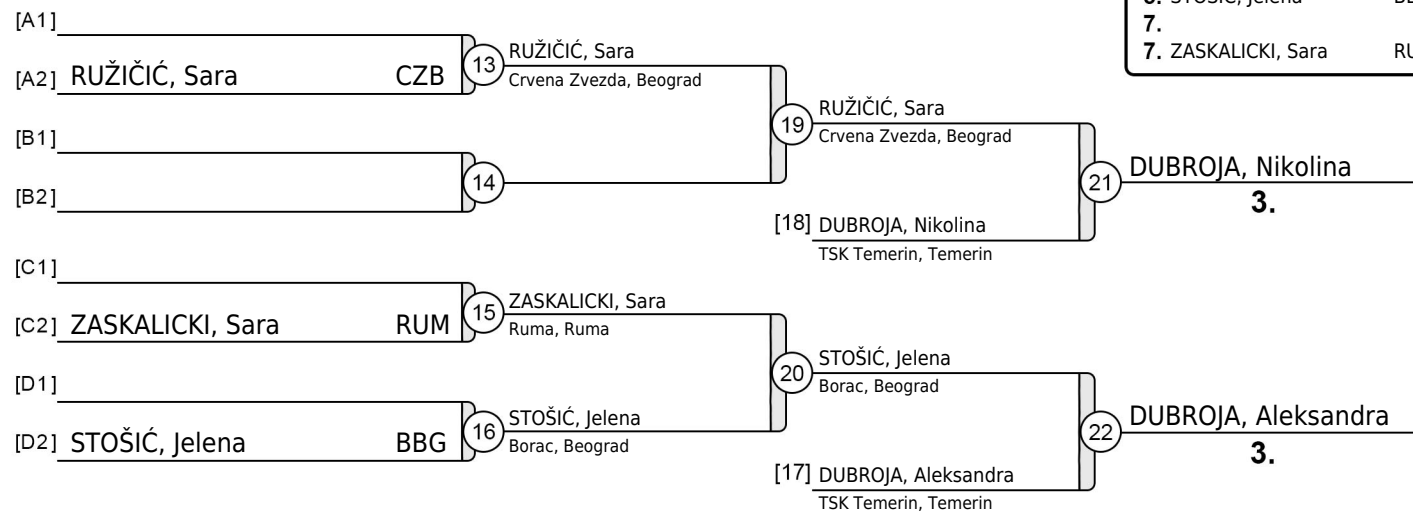 [A1]
[A2] RUŽIČIĆ, Sara CZB
13
RUŽIČIĆ, Sara
Crvena Zvezda, Beograd
[B1]
[B2]
14
19
RUŽIČIĆ, Sara
Crvena Zvezda, Beograd
[18] DUBROJA, Nikolina
TSK Temerin, Temerin
21
DUBROJA, Nikolina
3.
[C1]
[C2] ZASKALICKI, Sara RUM
15
ZASKALICKI, Sara
Ruma, Ruma
[D1]
[D2] STOŠIĆ, Jelena BBG
16
STOŠIĆ, Jelena
Borac, Beograd
20
STOŠIĆ, Jelena
Borac, Beograd
[17] DUBROJA, Aleksandra
TSK Temerin, Temerin
22
DUBROJA, Aleksandra
3.
7.
7. ZASKALICKI, Sara RU